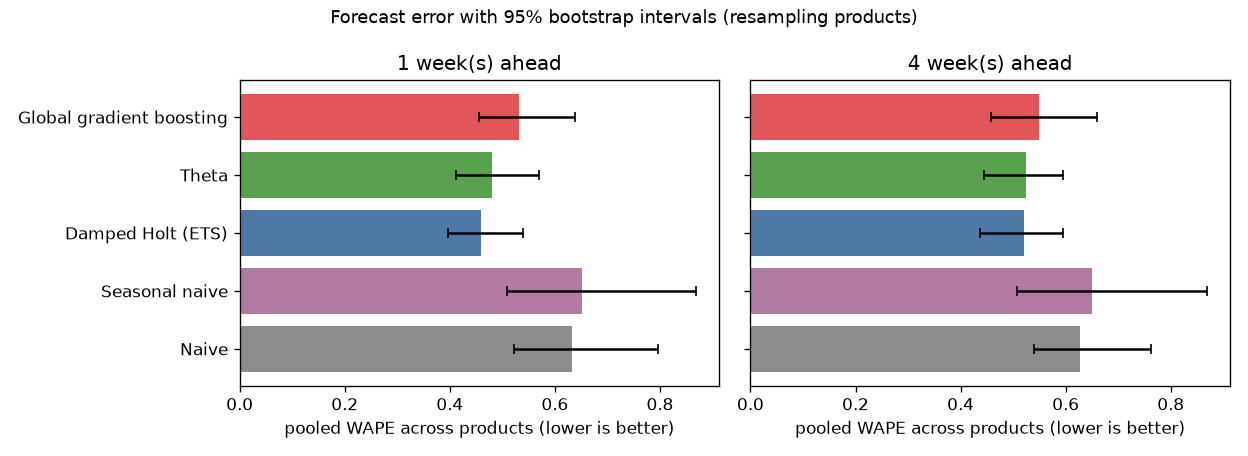 Forecast error with 95% bootstrap intervals (resampling products)
1 week(s) ahead
4 week(s) ahead
Global gradient boosting
Theta
Damped Holt (ETS)
Seasonal naive
Naive
0.0 0.2 0.4 0.6 0.8
0.0 0.2 0.4 0.6 0.8
pooled WAPE across products (lower is better)
pooled WAPE across products (lower is better)